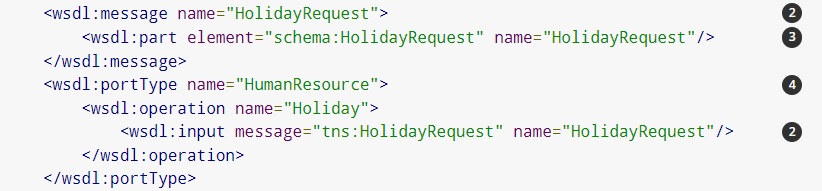 <wsdl:message name="HolidayRequest"> 2
<wsdl:part element="schema:HolidayRequest" name="HolidayRequest"/> 3
</wsdl:message>
<wsdl:portType name="HumanResource"> 4
<wsdl:operation name="Holiday">
<wsdl:input message="tns:HolidayRequest" name="HolidayRequest"/> 2
</wsdl:operation>
</wsdl:portType>